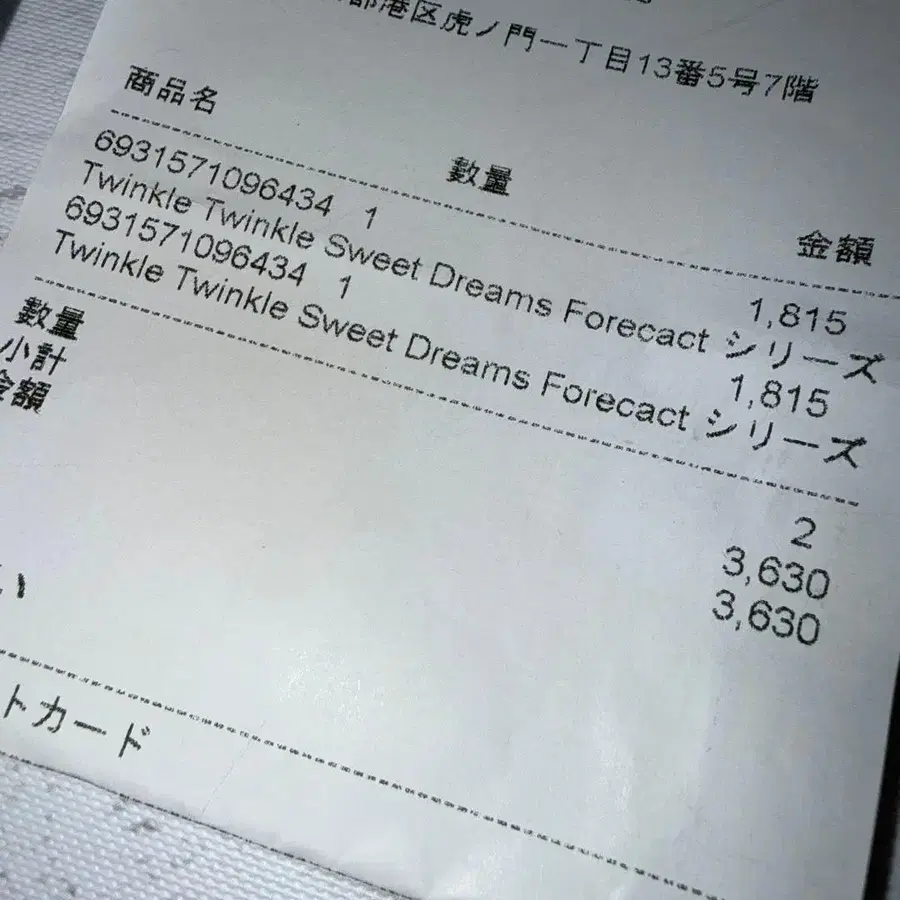 都港区虎ノ門一丁目13番5号7階
商品名 数量 金額
6931571096434 1 1,815
Twinkle Twinkle Sweet Dreams Forecact シリーズ
6931571096434 1 1,815
Twinkle Twinkle Sweet Dreams Forecact シリーズ
数量 2
小計 3,630
金額 3,630
い
トカード